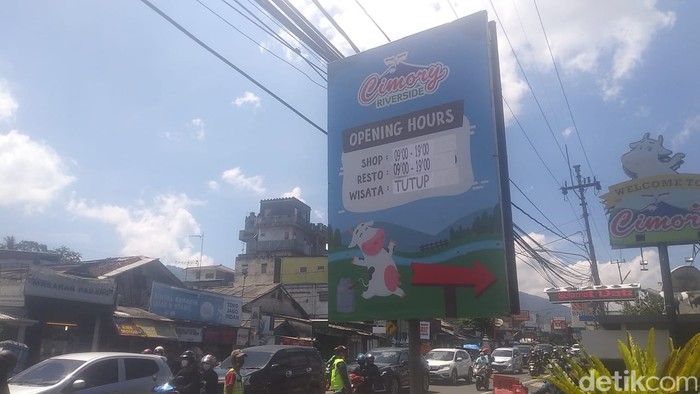 Cimory
RIVERSIDE
OPENING HOURS
SHOP : 09:00 - 19:00
RESTO : 09:00 - 19:00
WISATA : TUTUP
WELCOME TO
Cimory
detikcom